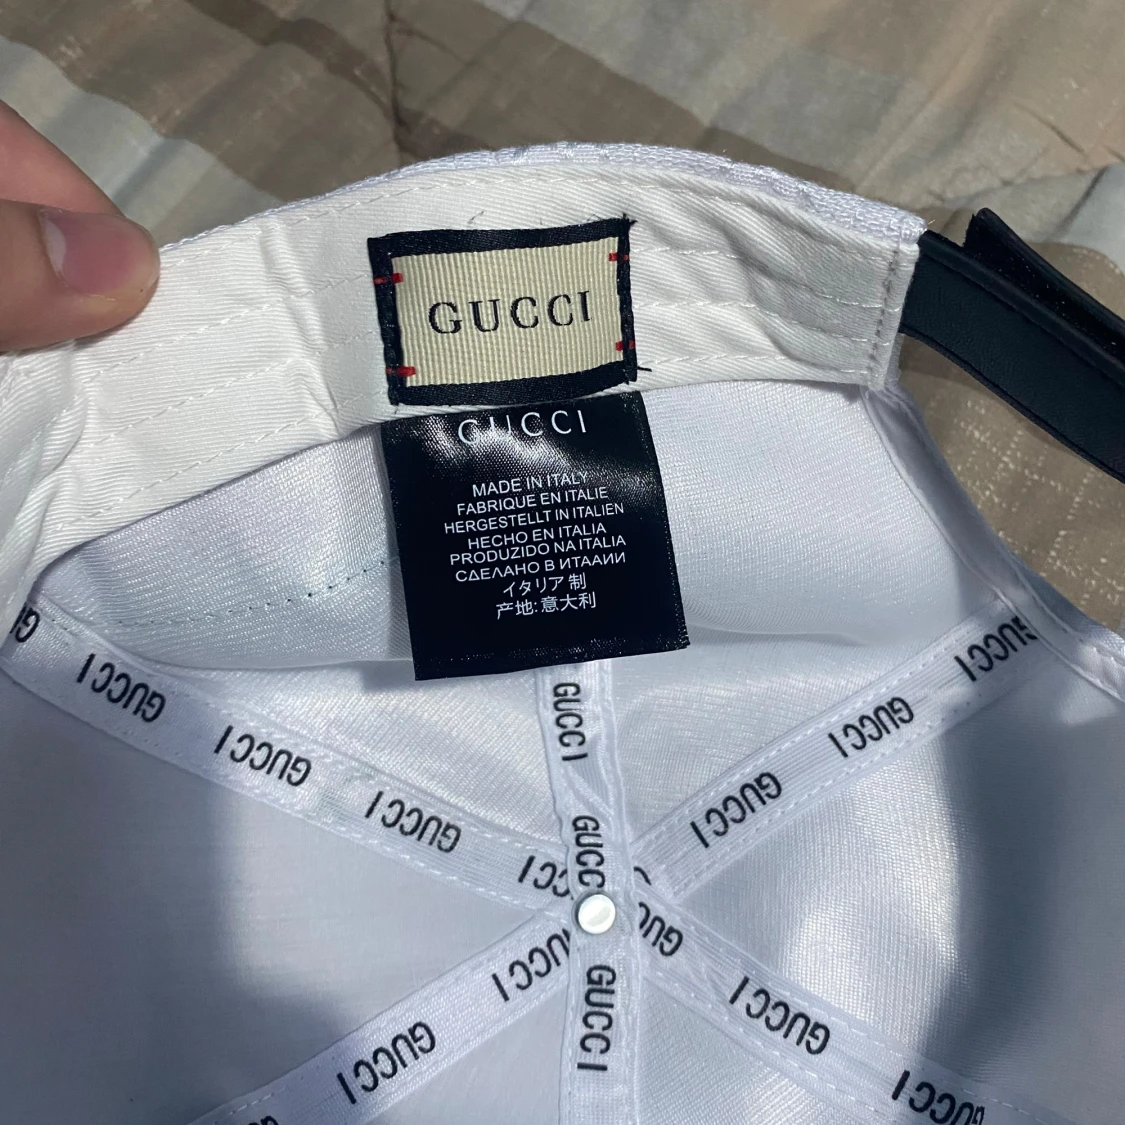 GUCCI
GUCCI
MADE IN ITALY
FABRIQUE EN ITALIE
HERGESTELLT IN ITALIEN
HECHO EN ITALIA
PRODUZIDO NA ITALIA
СДЕЛАНО В ИТААИИ
イタリア 制
产地: 意大利
GUCCI
GUCCI
GUCCI
GUCCI
GUCCI
GUCCI
GUCCI
GUCCI
GUCCI
GUCCI
GUCCI
GUCCI
GUCCI